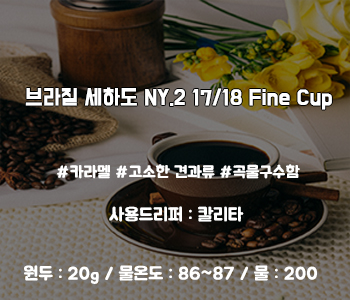 브라질 세하도 NY.2 17/18 Fine Cup
#카라멜 #고소한 견과류 #곡물구수함
사용드리퍼 : 칼리타
원두 : 20g / 물온도 : 86~87 / 물 : 200